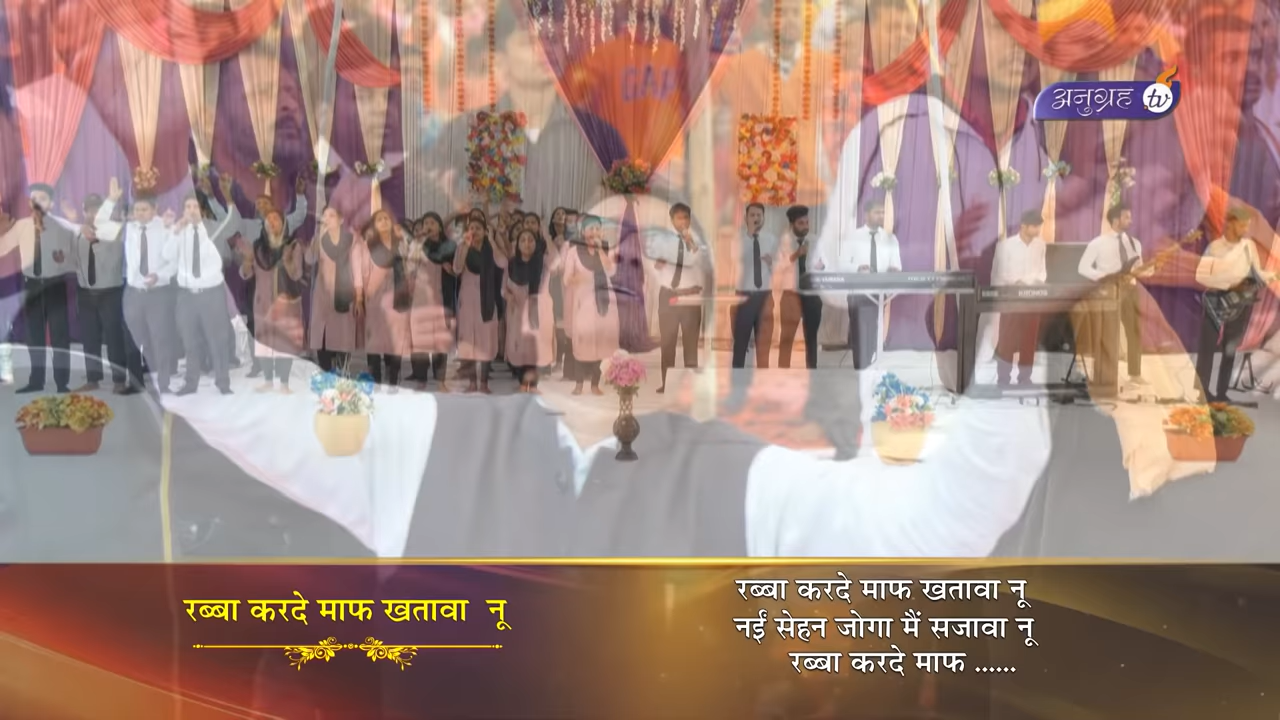 अनुग्रह tv
रब्बा करदे माफ खतावा नू
रब्बा करदे माफ खतावा नू
नईं सेहन जोगा मैं सजावा नू
रब्बा करदे माफ ......